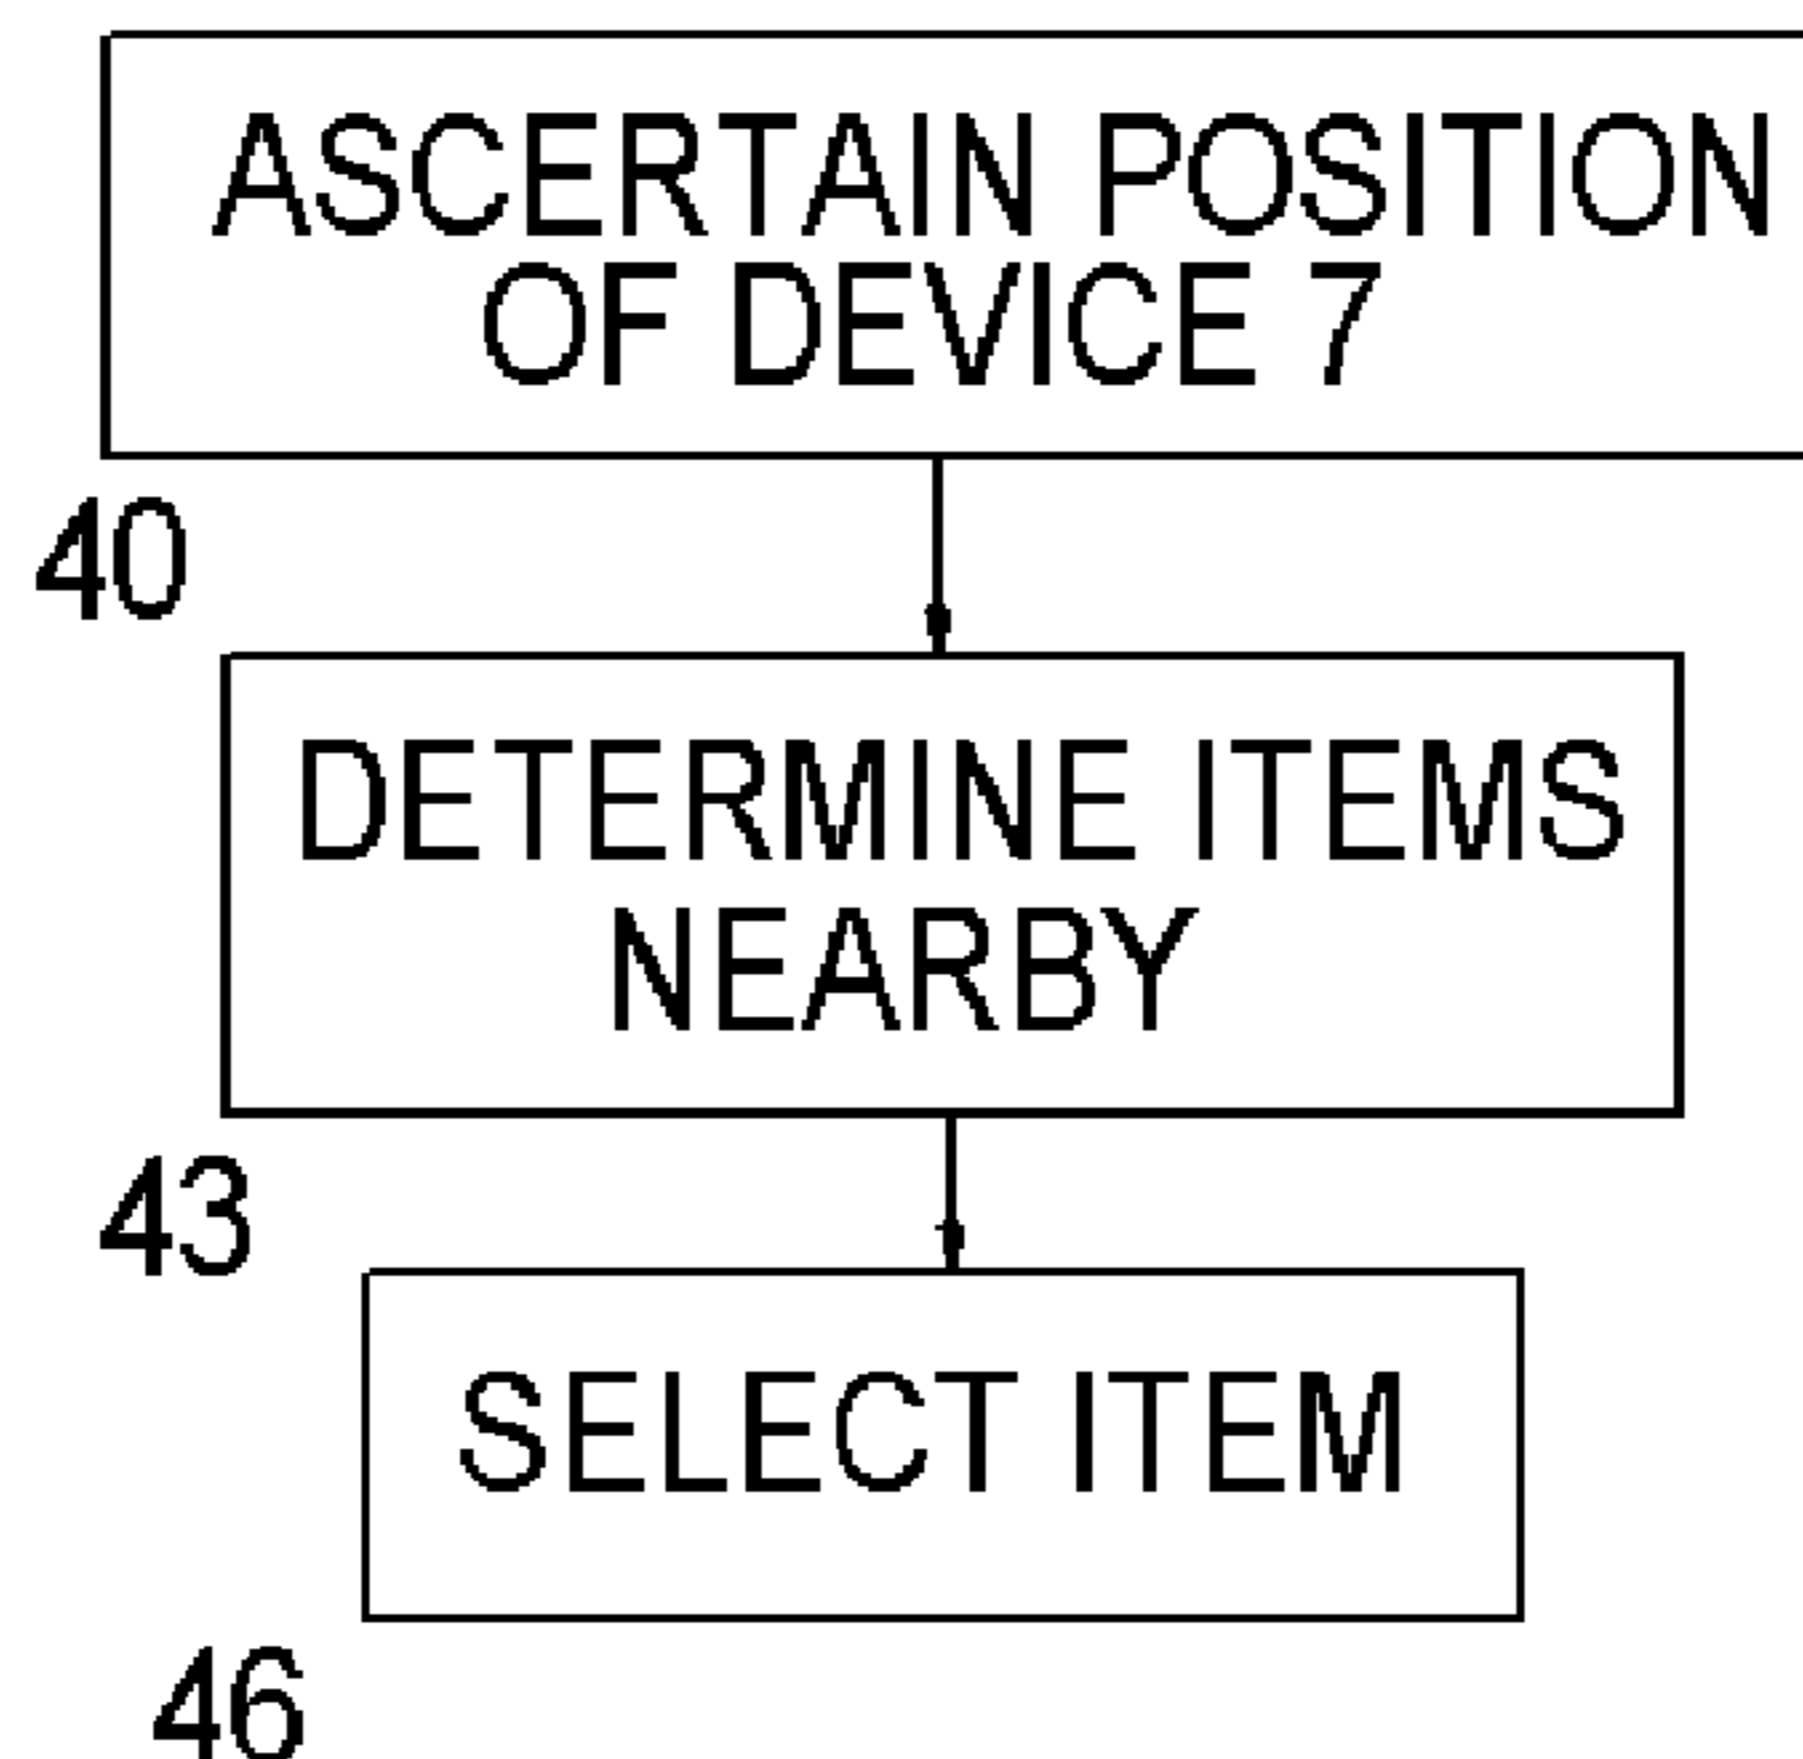 ASCERTAIN POSITION
OF DEVICE 7
40
DETERMINE ITEMS
NEARBY
43
SELECT ITEM
46